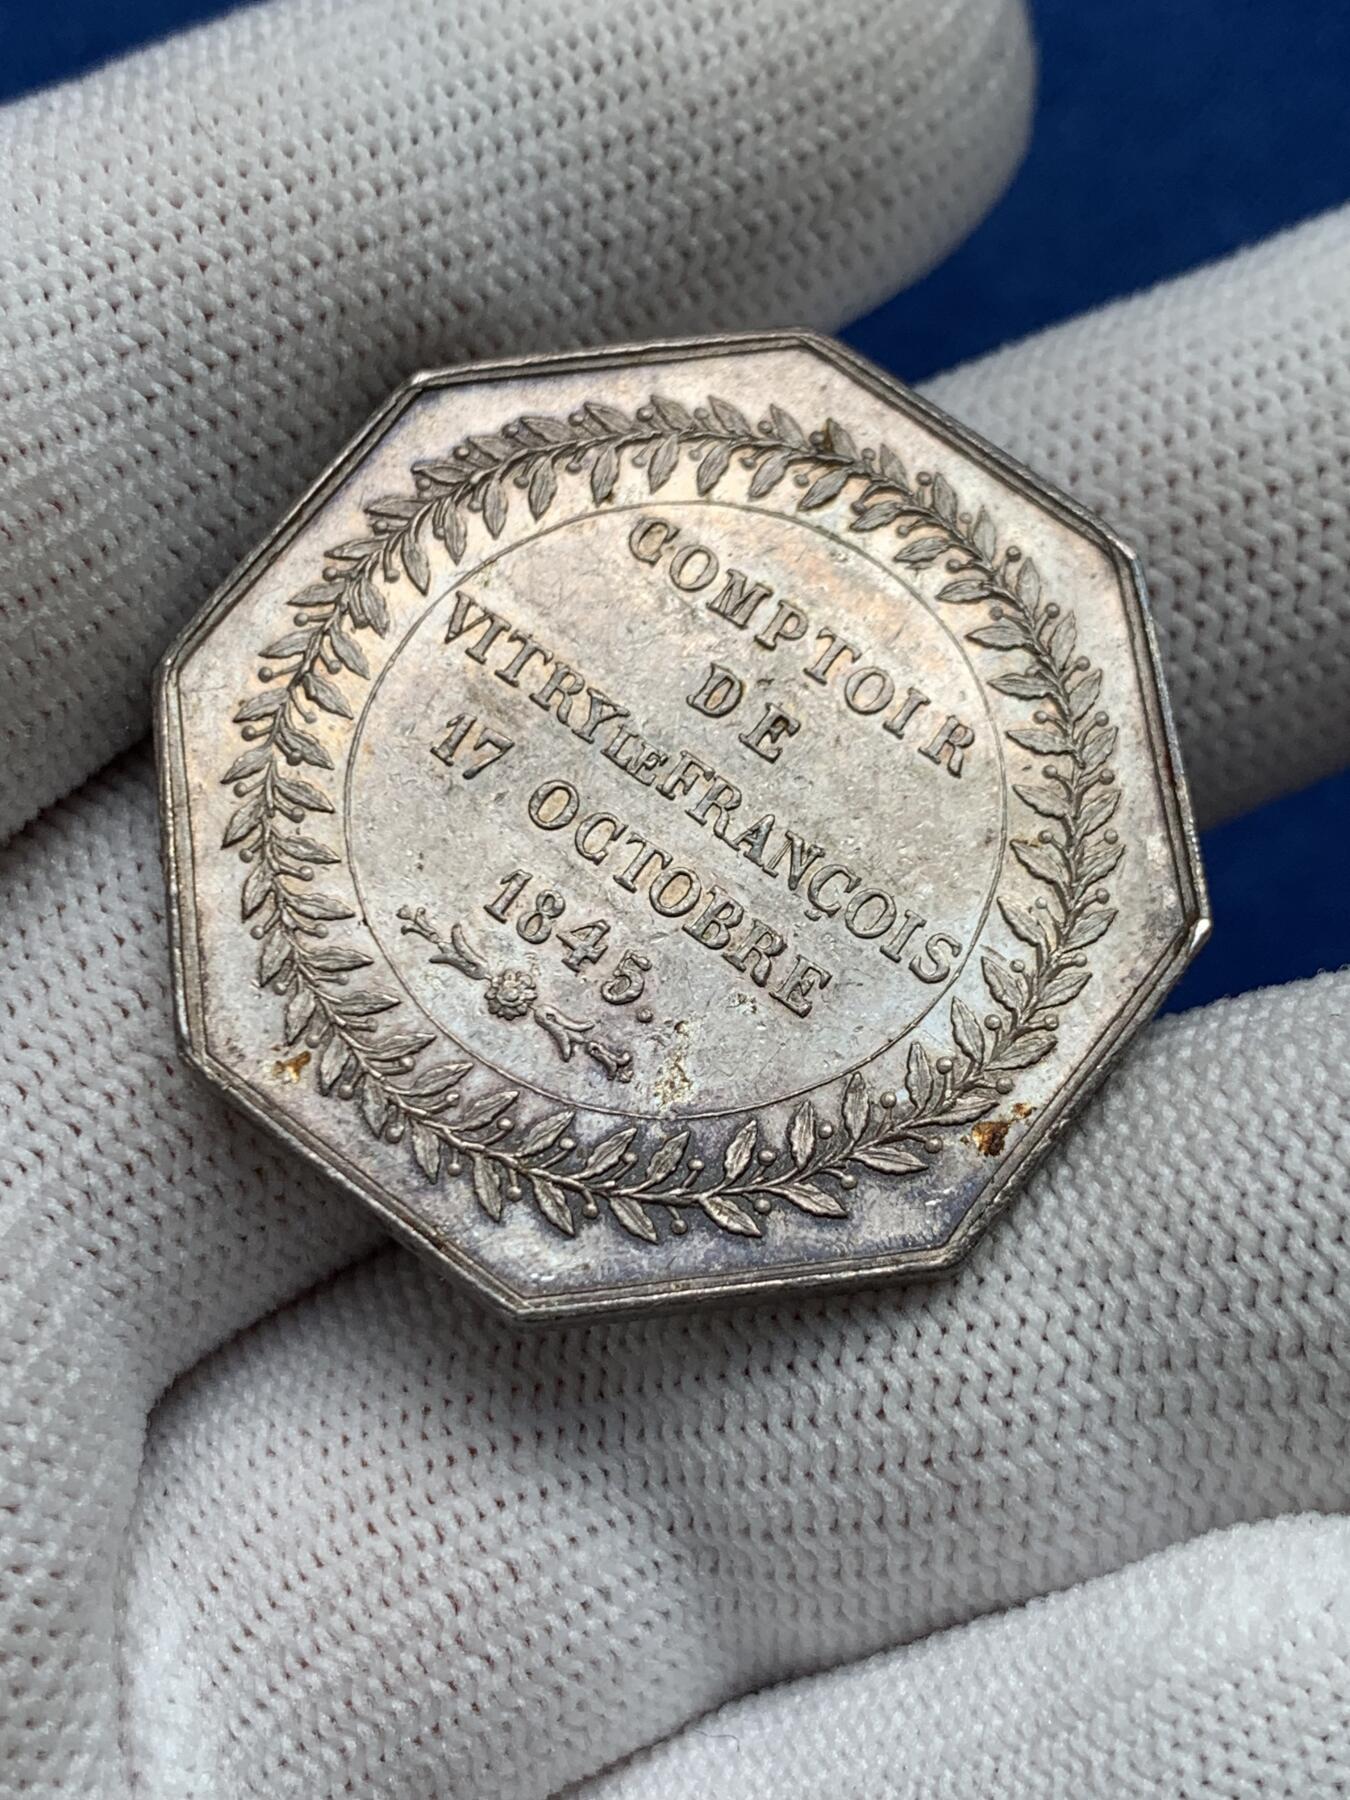 COMPTOIR
DE
VITRY LE FRANÇOIS
17 OCTOBRE
1845.